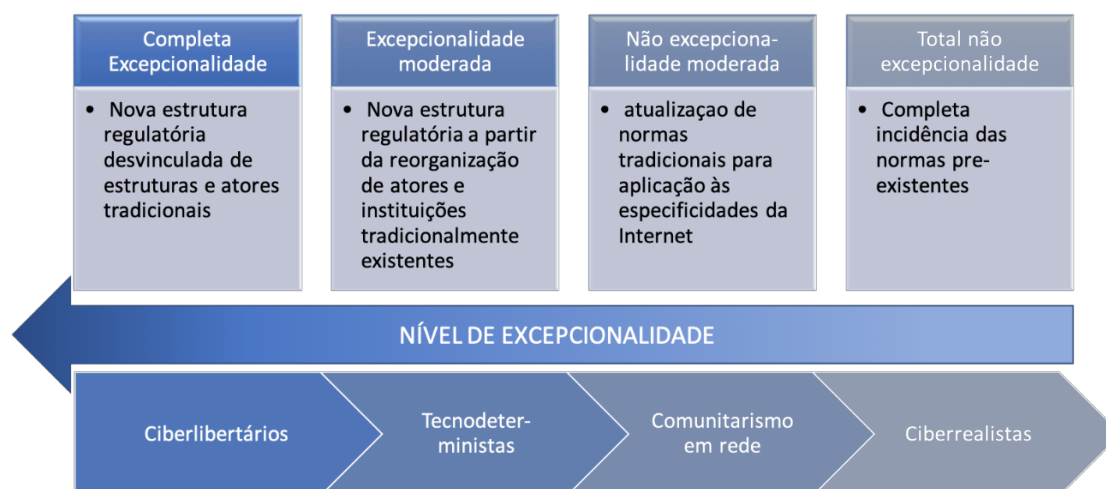 Completa
Excepcionalidade
• Nova estrutura
regulatória
desvinculada de
estruturas e atores
tradicionais
Excepcionalidade
moderada
• Nova estrutura
regulatória a partir
da reorganização
de atores e
instituições
tradicionalmente
existentes
Não excepciona-
lidade moderada
• atualizaçao de
normas
tradicionais para
aplicação às
especificidades da
Internet
Total não
excepcionalidade
• Completa
incidência das
normas pre-
existentes
NÍVEL DE EXCEPCIONALIDADE
Ciberlibertários
Tecnodeter-
ministas
Comunitarismo
em rede
Ciberrealistas